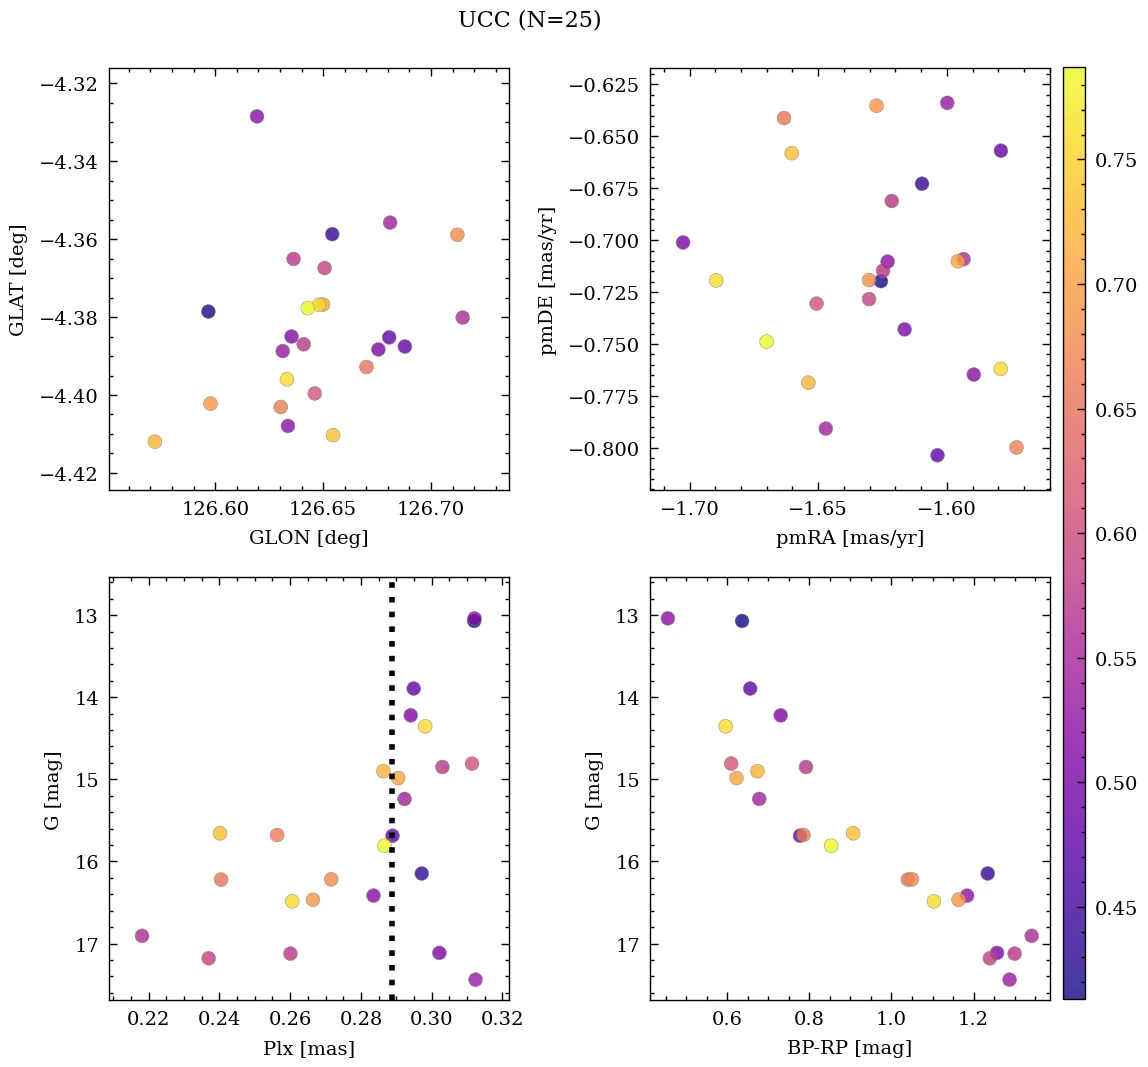 UCC (N=25)
−4.32
−4.34
−4.36
−4.38
−4.40
−4.42
GLAT [deg]
126.60 126.65 126.70
GLON [deg]
−0.625
−0.650
−0.675
−0.700
−0.725
−0.750
−0.775
−0.800
pmDE [mas/yr]
−1.70 −1.65 −1.60
pmRA [mas/yr]
13
14
15
16
17
G [mag]
0.22 0.24 0.26 0.28 0.30 0.32
Plx [mas]
13
14
15
16
17
G [mag]
0.6 0.8 1.0 1.2
BP-RP [mag]
0.75
0.70
0.65
0.60
0.55
0.50
0.45